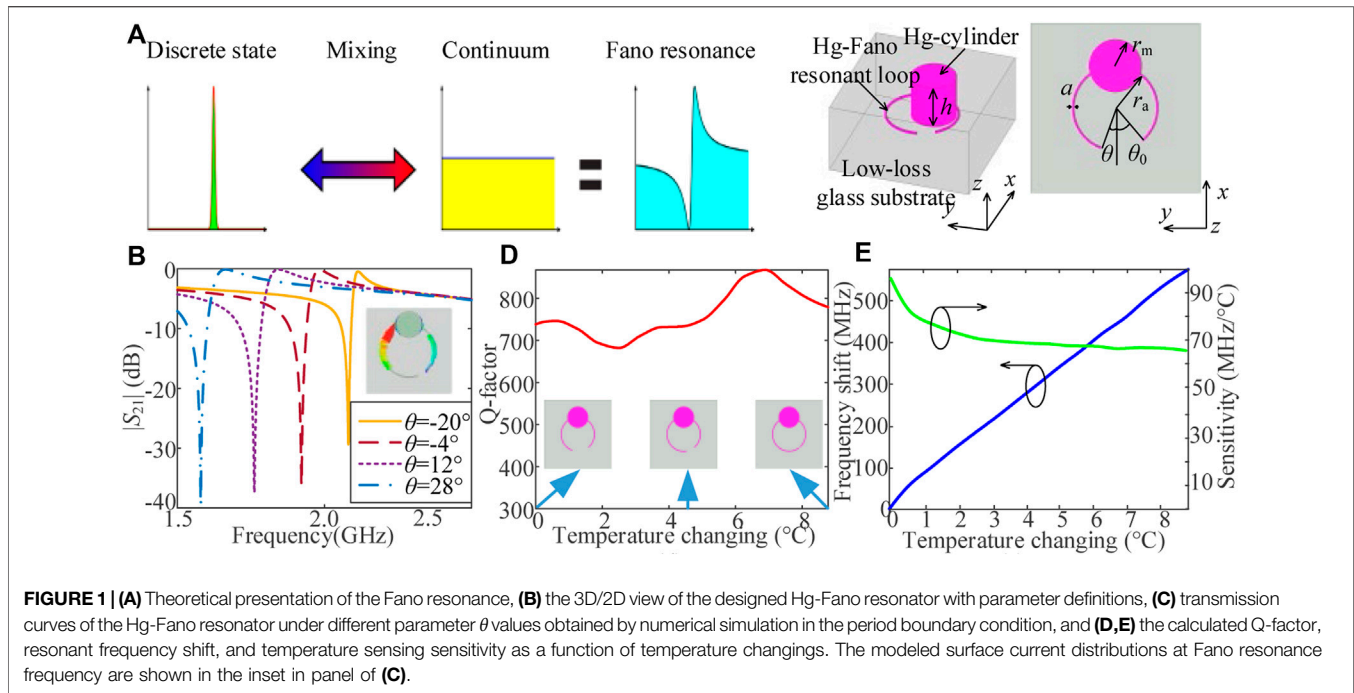 A
Discrete state
Mixing
Continuum
Fano resonance
=
Hg-Fano
resonant loop
Hg-cylinder
h
Low-loss
glass substrate
z
x
y
r_m
a
r_a
θ
θ_0
x
y
z
B
|S_21| (dB)
0
-10
-20
-30
-40
1.5
2.0
2.5
Frequency(GHz)
θ=-20°
θ=-4°
θ=12°
θ=28°
D
Q-factor
800
700
600
500
400
300
0
2
4
6
8
Temperature changing (°C)
E
Frequency shift (MHz)
500
400
300
200
100
0
0
1
2
3
4
5
6
7
8
Temperature changing (°C)
90
70
50
30
10
Sensitivity (MHz/°C)
FIGURE 1 | (A) Theoretical presentation of the Fano resonance, (B) the 3D/2D view of the designed Hg-Fano resonator with parameter definitions, (C) transmission
curves of the Hg-Fano resonator under different parameter θ values obtained by numerical simulation in the period boundary condition, and (D,E) the calculated Q-factor,
resonant frequency shift, and temperature sensing sensitivity as a function of temperature changings. The modeled surface current distributions at Fano resonance
frequency are shown in the inset in panel of (C).